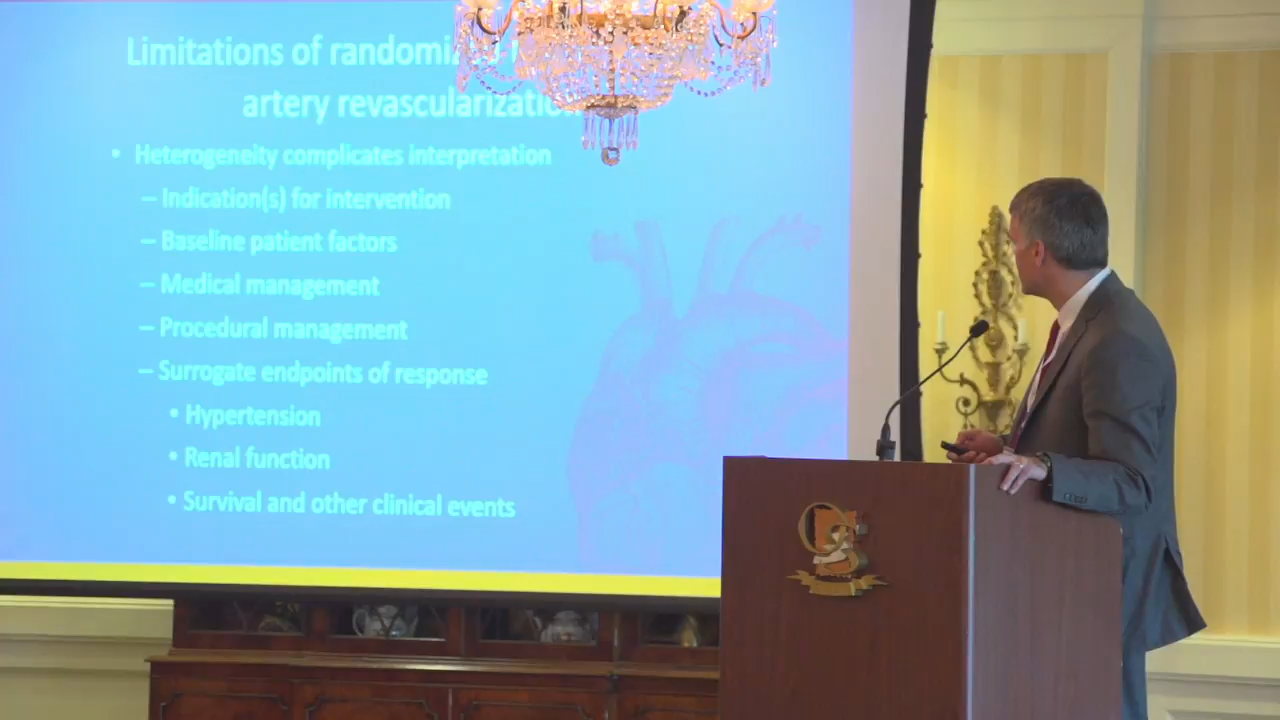 Limitations of randomi
artery revascularizatio
• Heterogeneity complicates interpretation
– Indication(s) for intervention
– Baseline patient factors
– Medical management
– Procedural management
– Surrogate endpoints of response
• Hypertension
• Renal function
• Survival and other clinical events